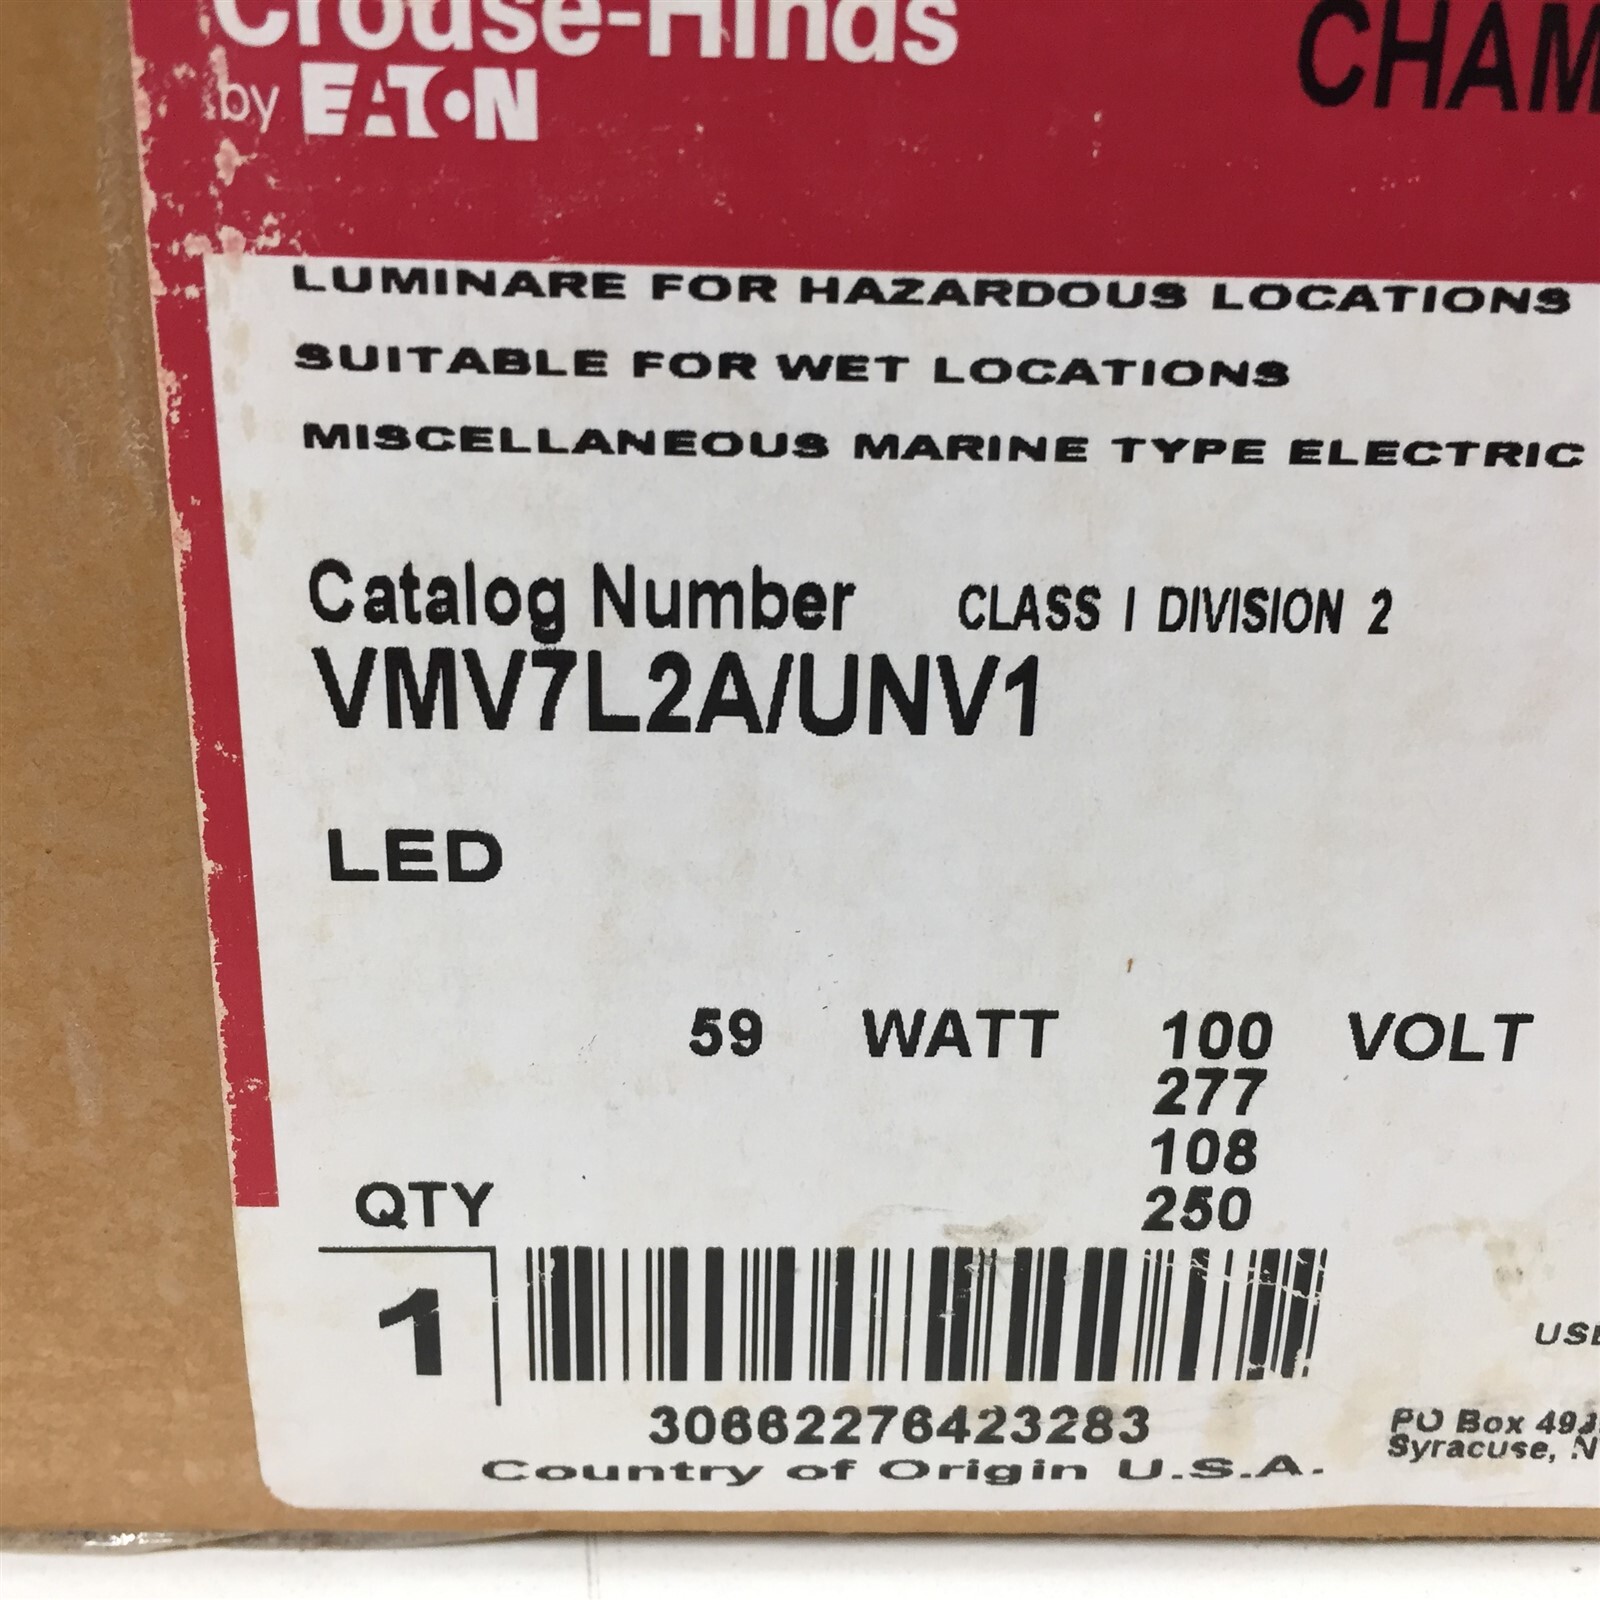 Crouse-Hinds
by EATON
CHAM
LUMINARE FOR HAZARDOUS LOCATIONS
SUITABLE FOR WET LOCATIONS
MISCELLANEOUS MARINE TYPE ELECTRIC
Catalog Number CLASS I DIVISION 2
VMV7L2A/UNV1
LED
59 WATT 100 VOLT
277
108
250
QTY
1
30662276423283
Country of Origin U.S.A.
USE
PO Box 49
Syracuse, N